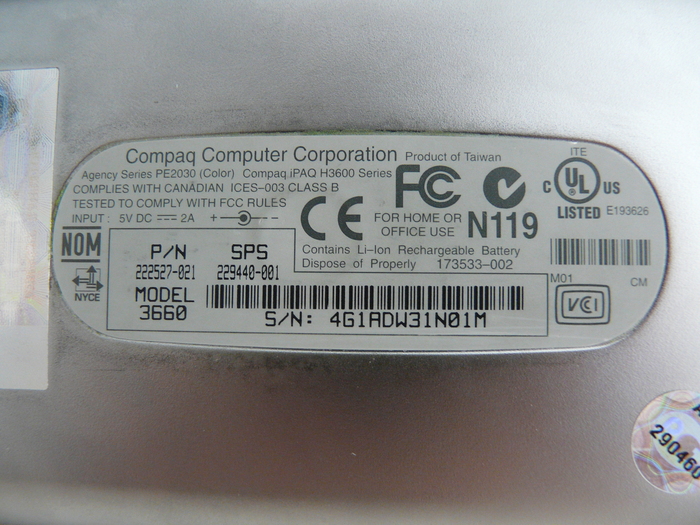 Compaq Computer Corporation Product of Taiwan
Agency Series PE2030 (Color) Compaq iPAQ H3600 Series
COMPLIES WITH CANADIAN ICES-003 CLASS B
TESTED TO COMPLY WITH FCC RULES
INPUT: 5V DC 2A + -
FC CE
FOR HOME OR
OFFICE USE
N119
ITE
C UL US
LISTED E193626
NOM
NYCE
P/N SPS
222527-021 229440-001
MODEL
3660
S/N: 4G1ADW31N01M
Contains Li-Ion Rechargeable Battery
Dispose of Properly 173533-002
M01 CM
VCI
290460